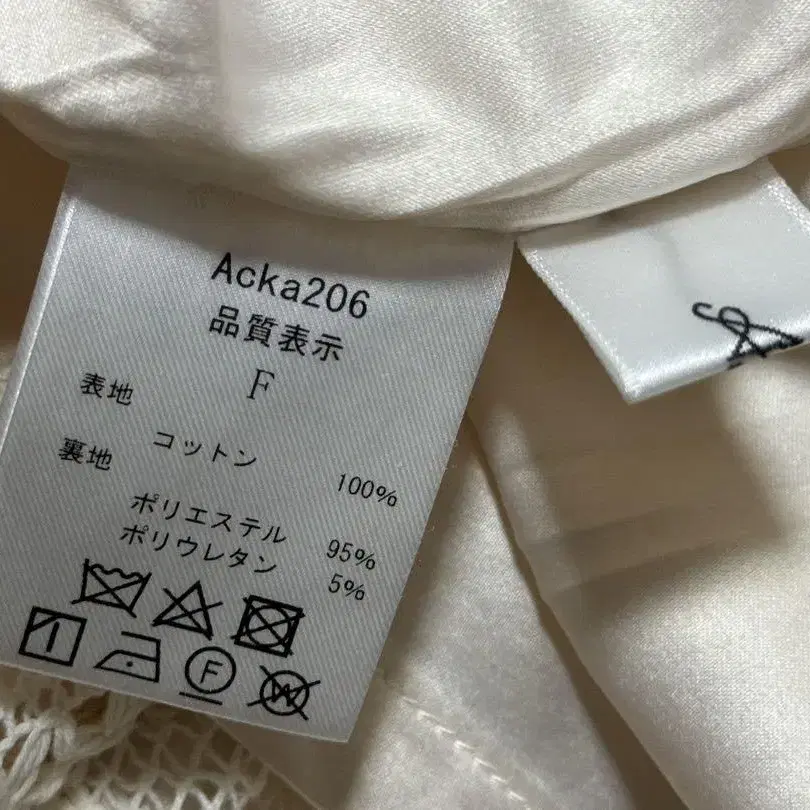 Acka206
品質表示
F
表地
コットン 100%
裏地
ポリエステル 95%
ポリウレタン 5%
F
W